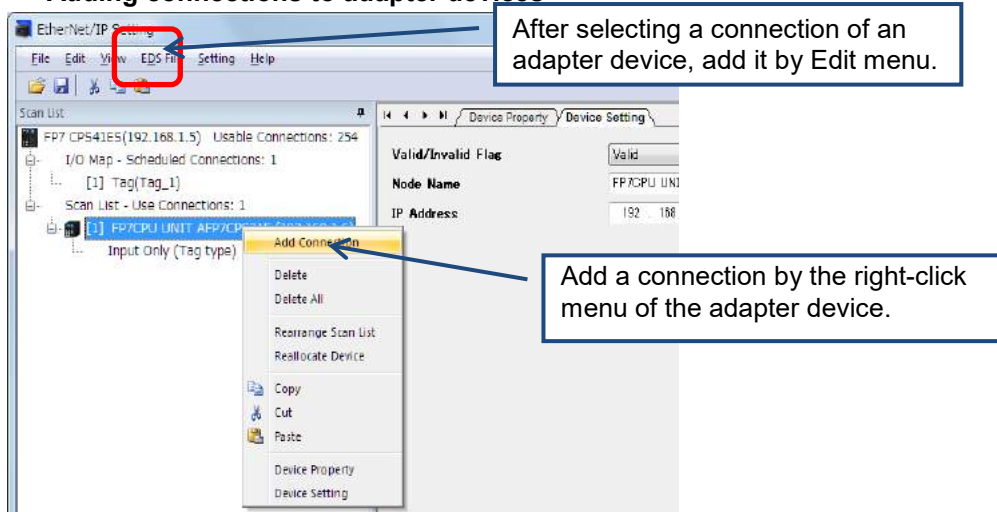 Adding connections to adapter devices
After selecting a connection of an
adapter device, add it by Edit menu.
EtherNet/IP Setting
File Edit View EDS File Setting Help
Scan List
Device Property Device Setting
FP7 CPS41ES(192.168.1.5) Usable Connections: 254
I/O Map - Scheduled Connections: 1
[1] Tag(Tag_1)
Scan List - Use Connections: 1
[1] FP7CPU UNIT
Input Only (Tag type)
Valid/Invalid Flag Valid
Node Name FP7CPU UNI
IP Address 192 . 168
Add Connection
Delete
Delete All
Rearrange Scan List
Reallocate Device
Copy
Cut
Paste
Device Property
Device Setting
Add a connection by the right-click
menu of the adapter device.